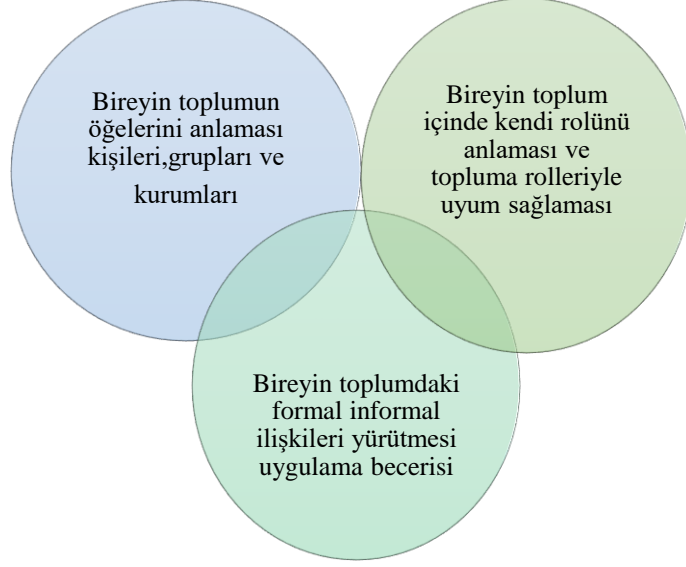 Bireyin toplumun
öğelerini anlaması
kişileri,grupları ve
kurumları
Bireyin toplum
içinde kendi rolünü
anlaması ve
topluma rolleriyle
uyum sağlaması
Bireyin toplumdaki
formal informal
ilişkileri yürütmesi
uygulama becerisi